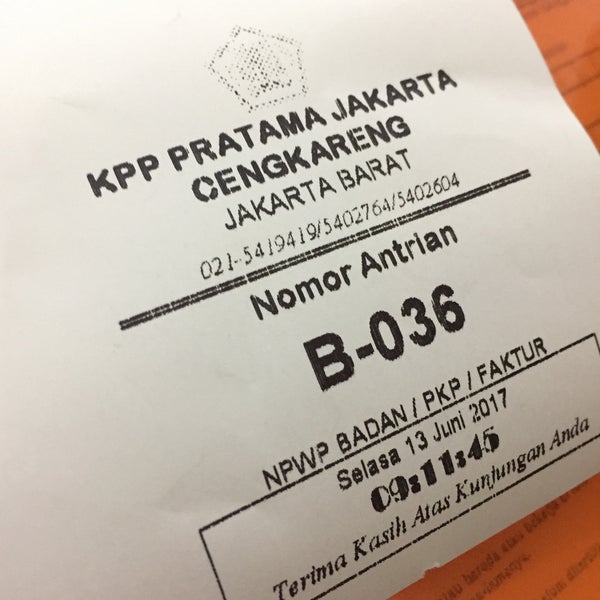 KPP PRATAMA JAKARTA
CENGKARENG
JAKARTA BARAT
021-5419419/5402764/5402604
Nomor Antrian
B-036
NPWP BADAN / PKP / FAKTUR
Selasa 13 Juni 2017
09:11:45
Terima Kasih Atas Kunjungan Anda